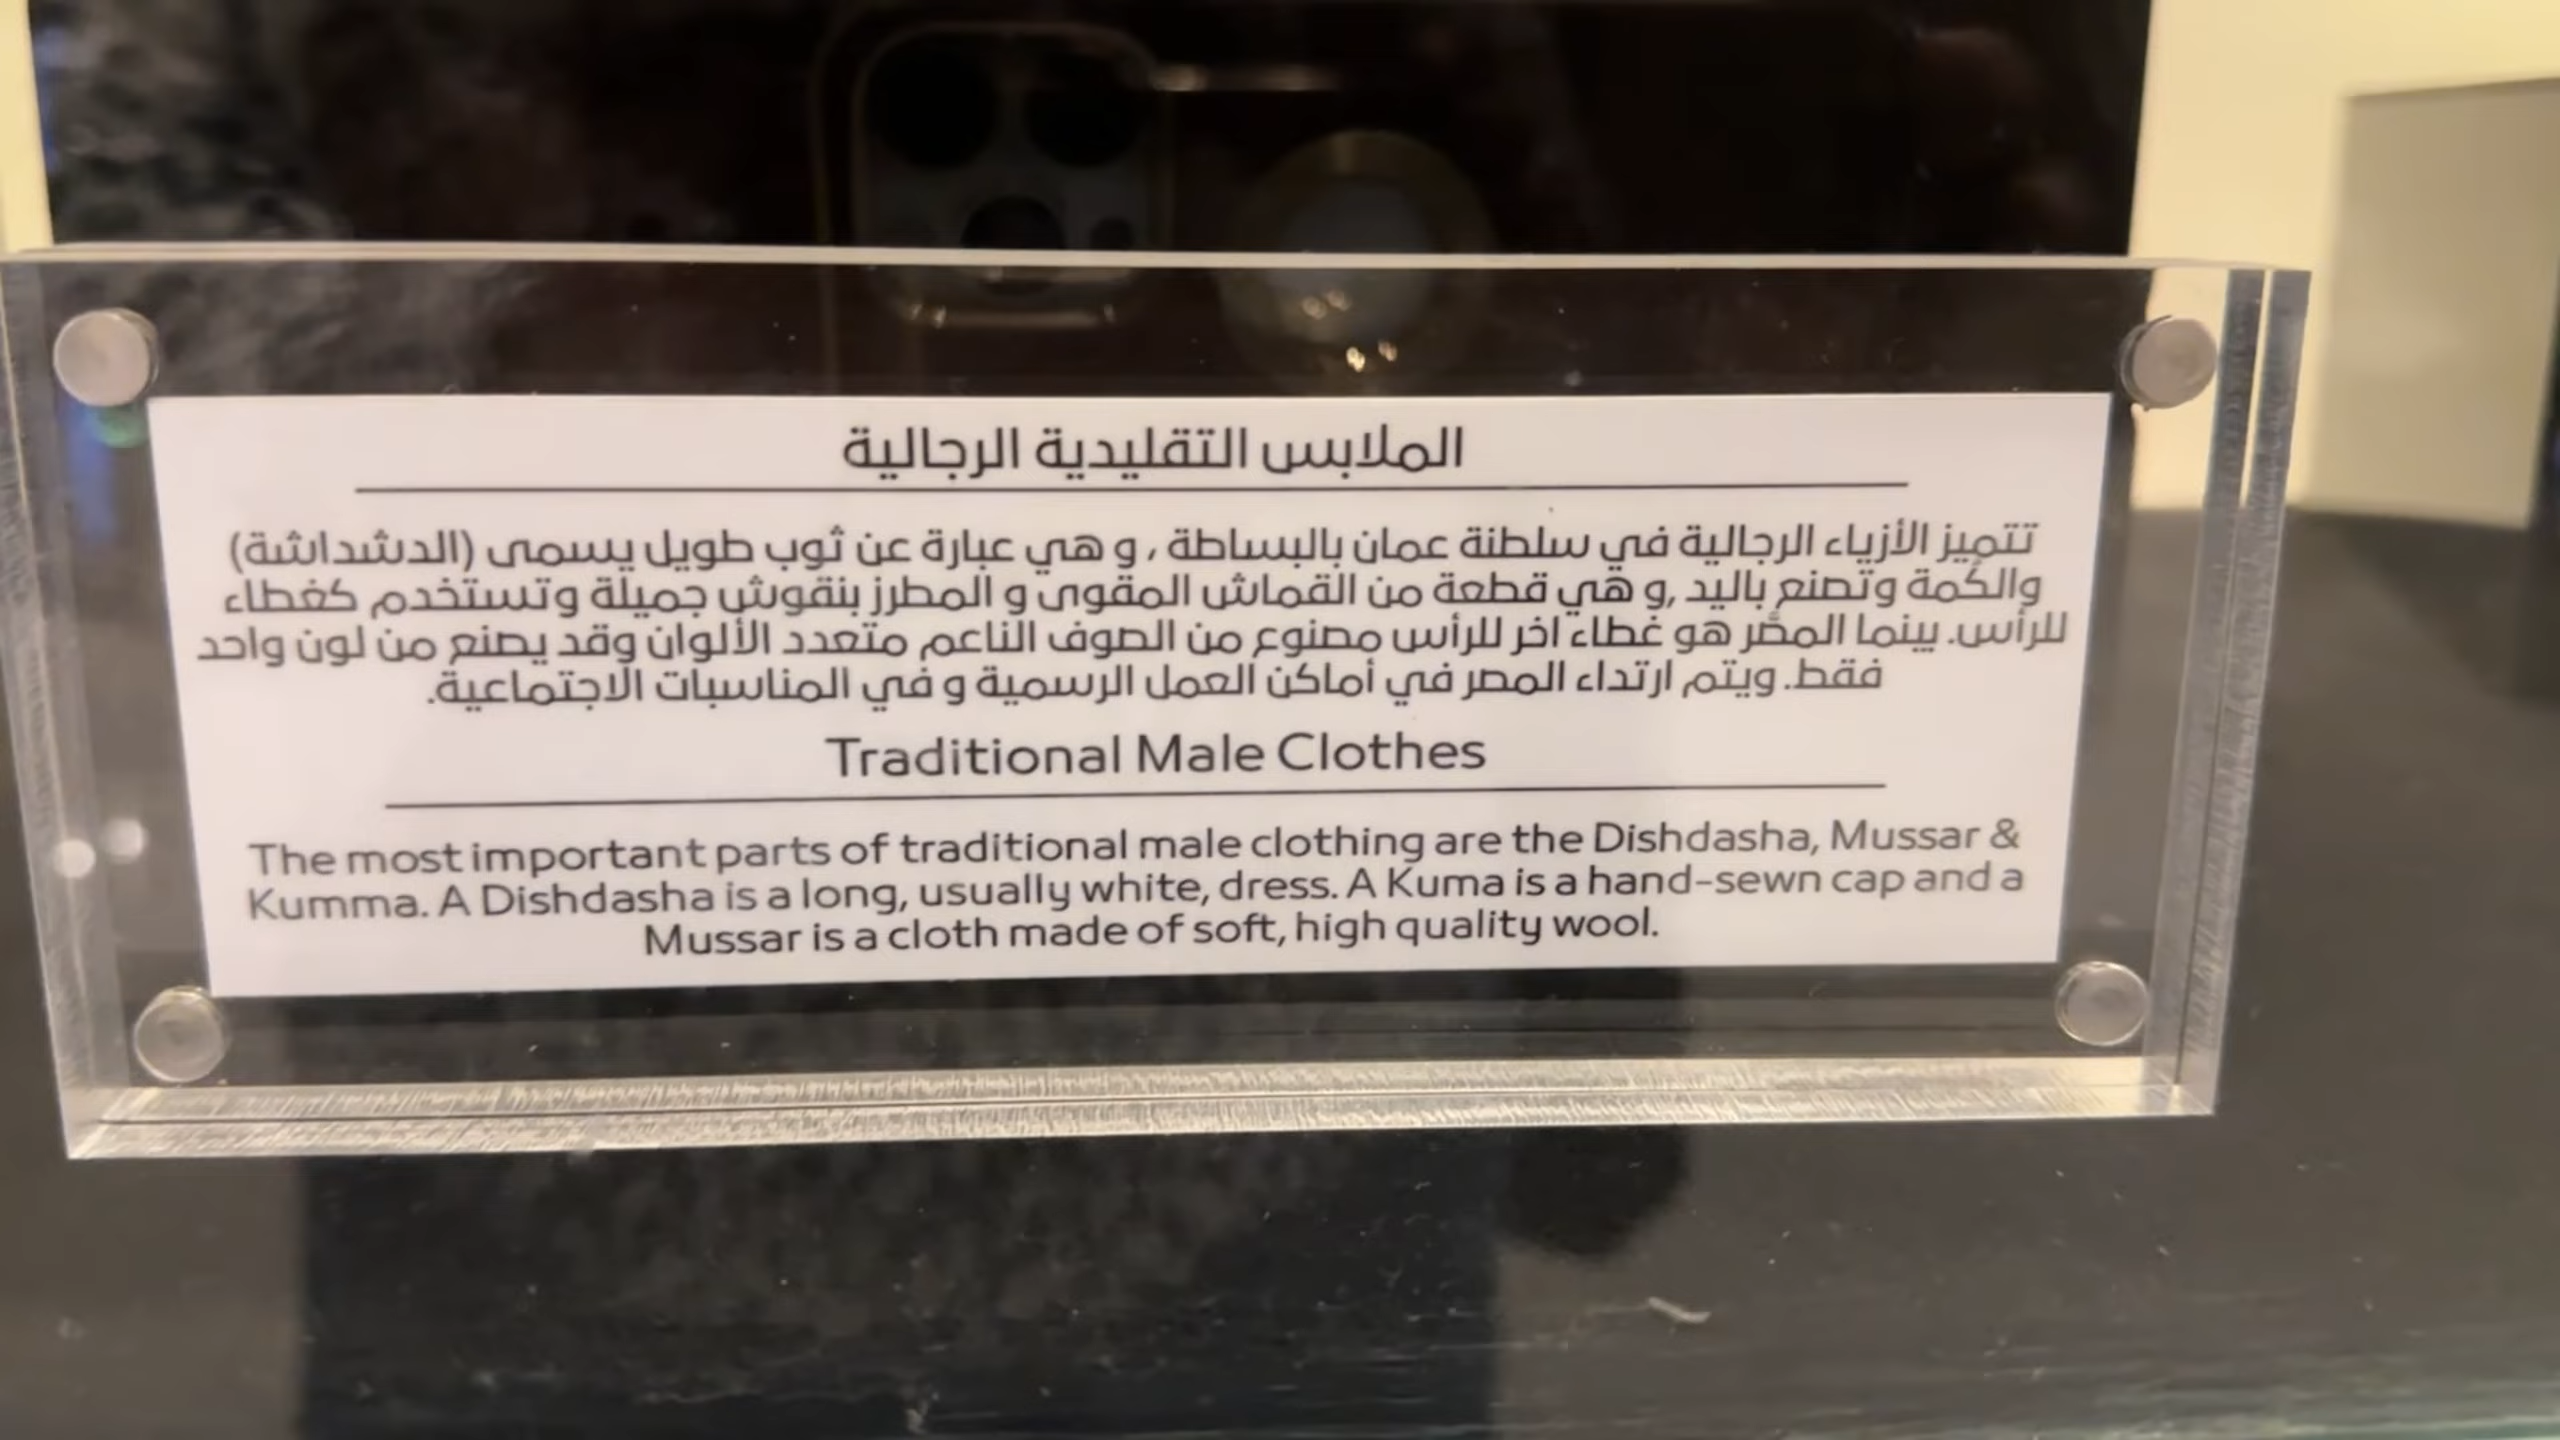 الملابس التقليدية الرجالية
تتميز الأزياء الرجالية في سلطنة عمان بالبساطة ، و هي عبارة عن ثوب طويل يسمى (الدشداشة)
والكُمة وتصنع باليد ,و هي قطعة من القماش المقوى و المطرز بنقوش جميلة وتستخدم كغطاء
للرأس. بينما المصَر هو غطاء اخر للرأس مصنوع من الصوف الناعم متعدد الألوان وقد يصنع من لون واحد
فقط. ويتم ارتداء المصر في أماكن العمل الرسمية و في المناسبات الاجتماعية.
Traditional Male Clothes
The most important parts of traditional male clothing are the Dishdasha, Mussar &
Kumma. A Dishdasha is a long, usually white, dress. A Kuma is a hand-sewn cap and a
Mussar is a cloth made of soft, high quality wool.